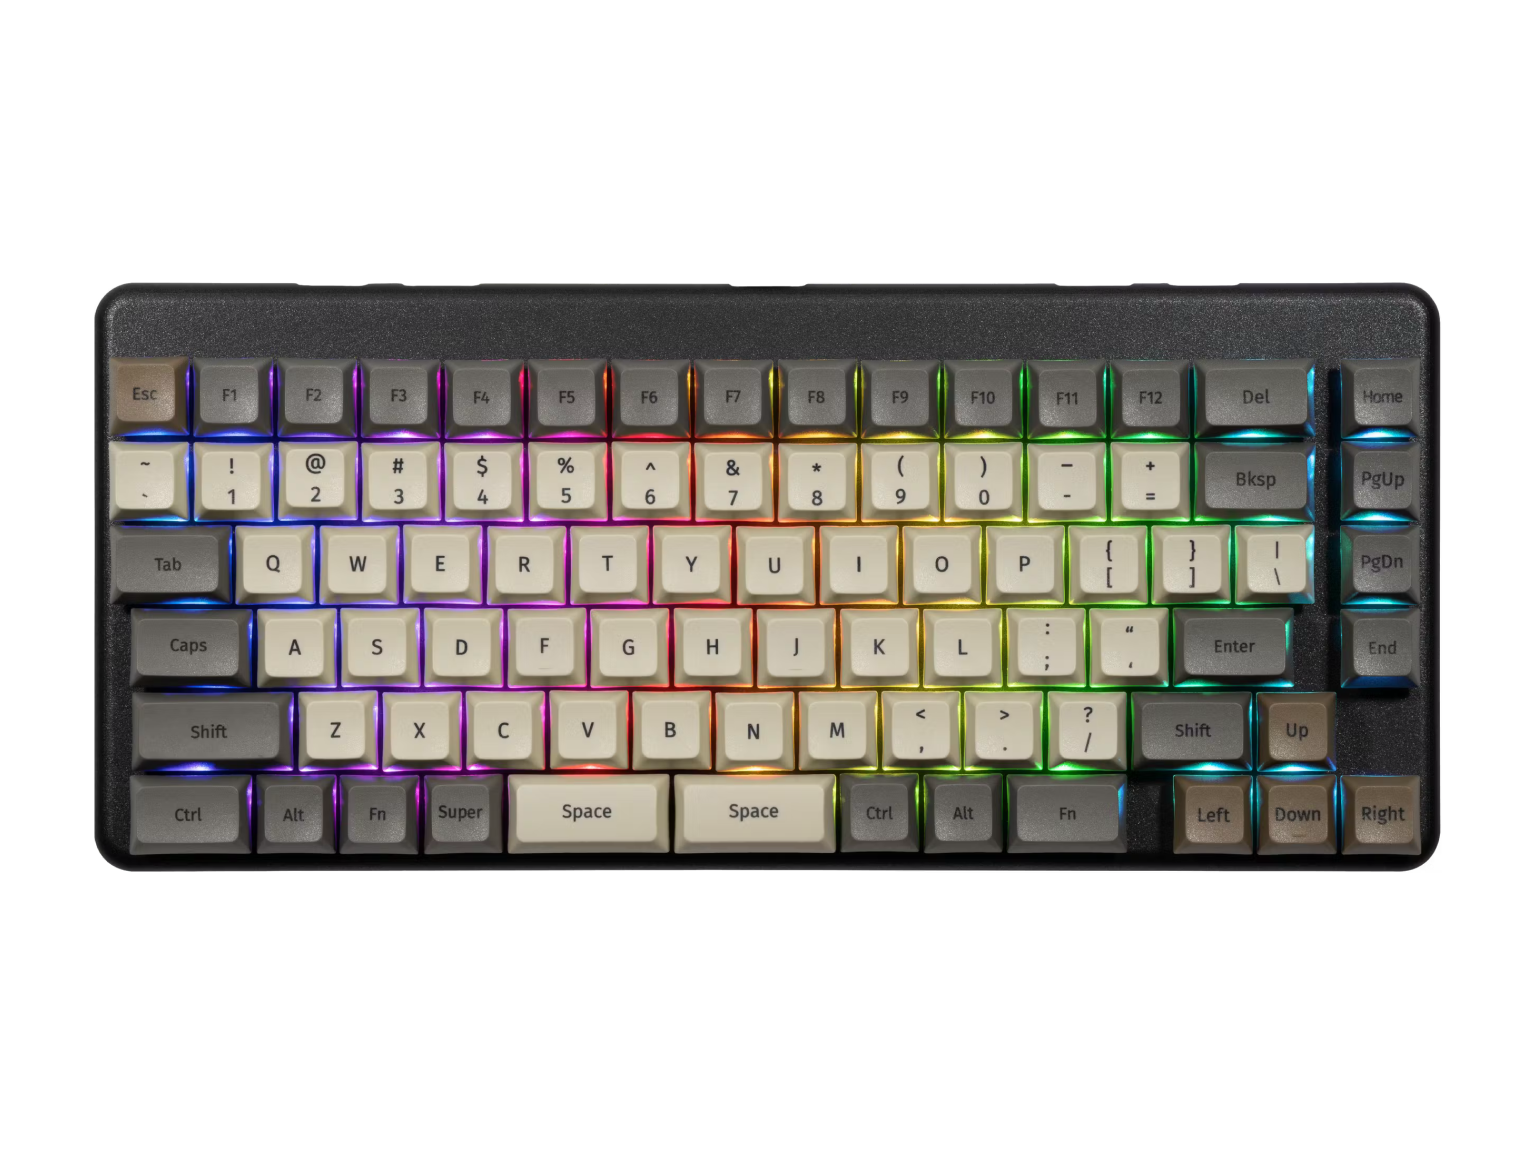 Esc F1 F2 F3 F4 F5 F6 F7 F8 F9 F10 F11 F12 Del Home
~ ! @ # $ % ^ & * ( ) – +
` 1 2 3 4 5 6 7 8 9 0 - = Bksp PgUp
Tab Q W E R T Y U I O P { } | PgDn
[ ] \
Caps A S D F G H J K L : “ Enter End
; ‘
Shift Z X C V B N M < > ? Shift Up
, . /
Ctrl Alt Fn Super Space Space Ctrl Alt Fn Left Down Right